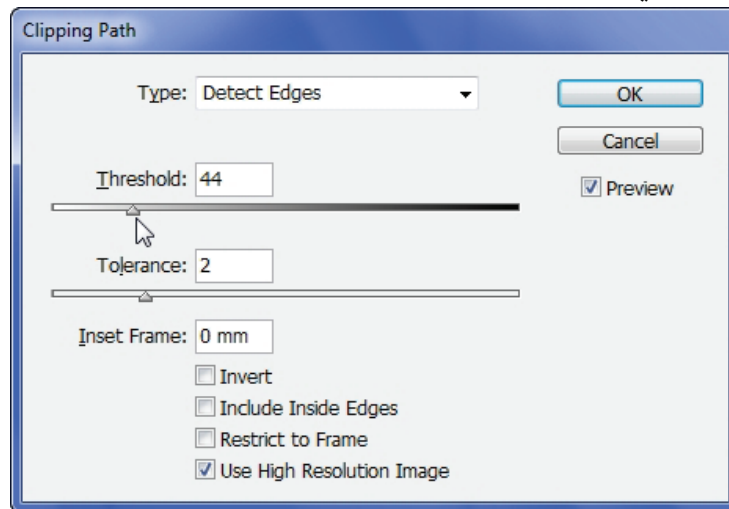 Clipping Path
Type: Detect Edges
OK
Cancel
Threshold: 44
Preview
Tolerance: 2
Inset Frame: 0 mm
Invert
Include Inside Edges
Restrict to Frame
Use High Resolution Image